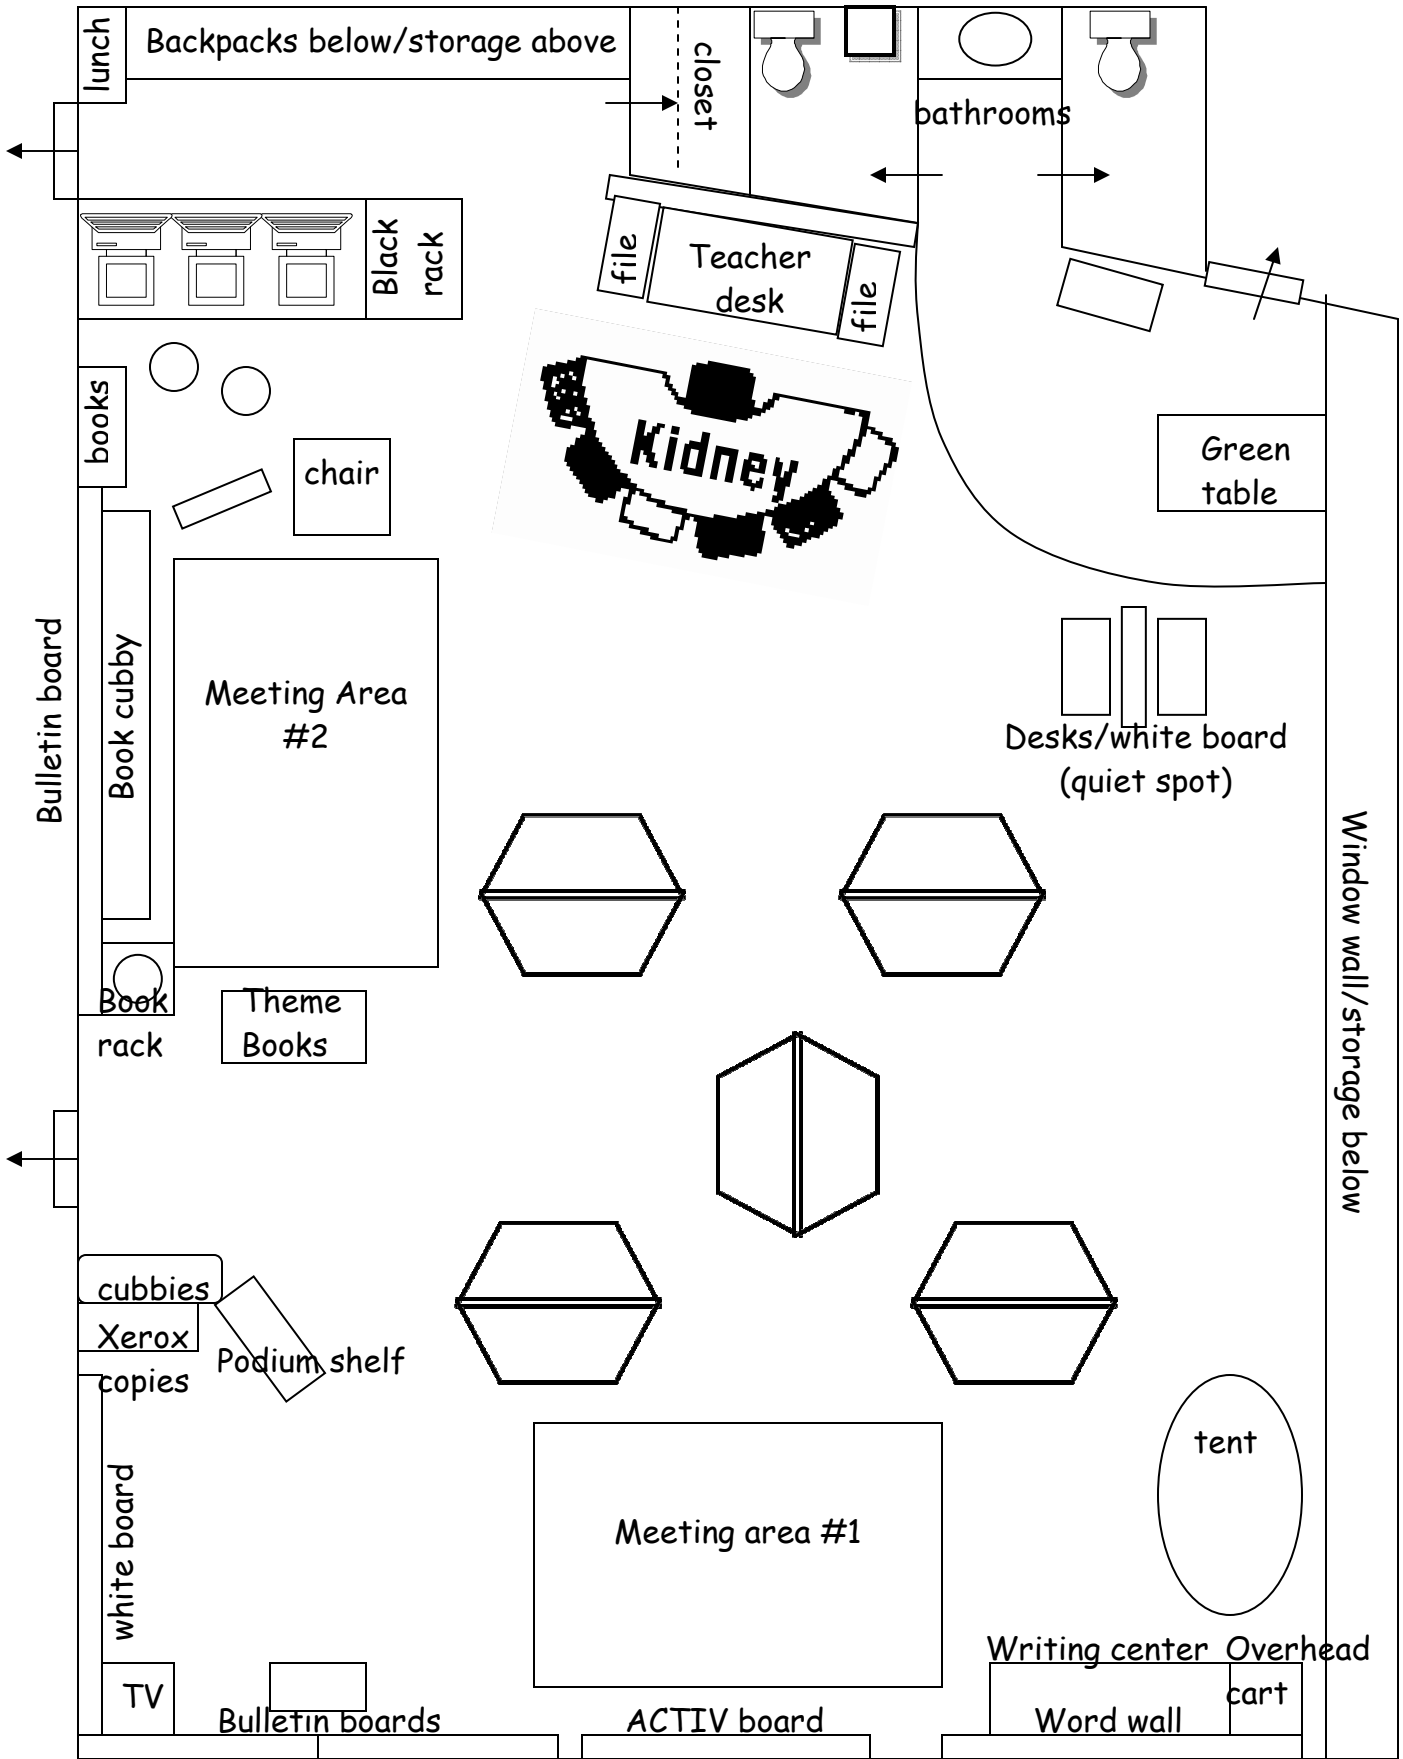 lunch
Backpacks below/storage above
closet
bathrooms
Black
rack
file
Teacher
desk
file
books
chair
Kidney
Green
table
Bulletin board
Book cubby
Meeting Area
#2
Desks/white board
(quiet spot)
Window wall/storage below
Book
rack
Theme
Books
cubbies
Xerox
copies
Podium shelf
white board
tent
Meeting area #1
Writing center
Overhead
cart
TV
Bulletin boards
ACTIV board
Word wall